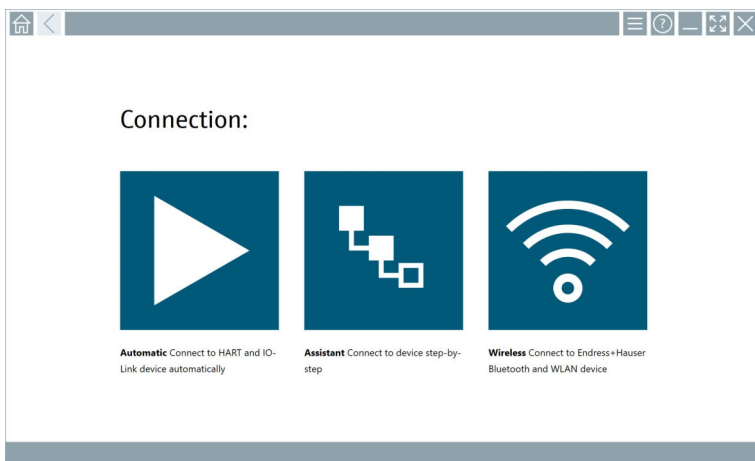 Connection:
Automatic Connect to HART and IO-
Link device automatically
Assistant Connect to device step-by-
step
Wireless Connect to Endress+Hauser
Bluetooth and WLAN device